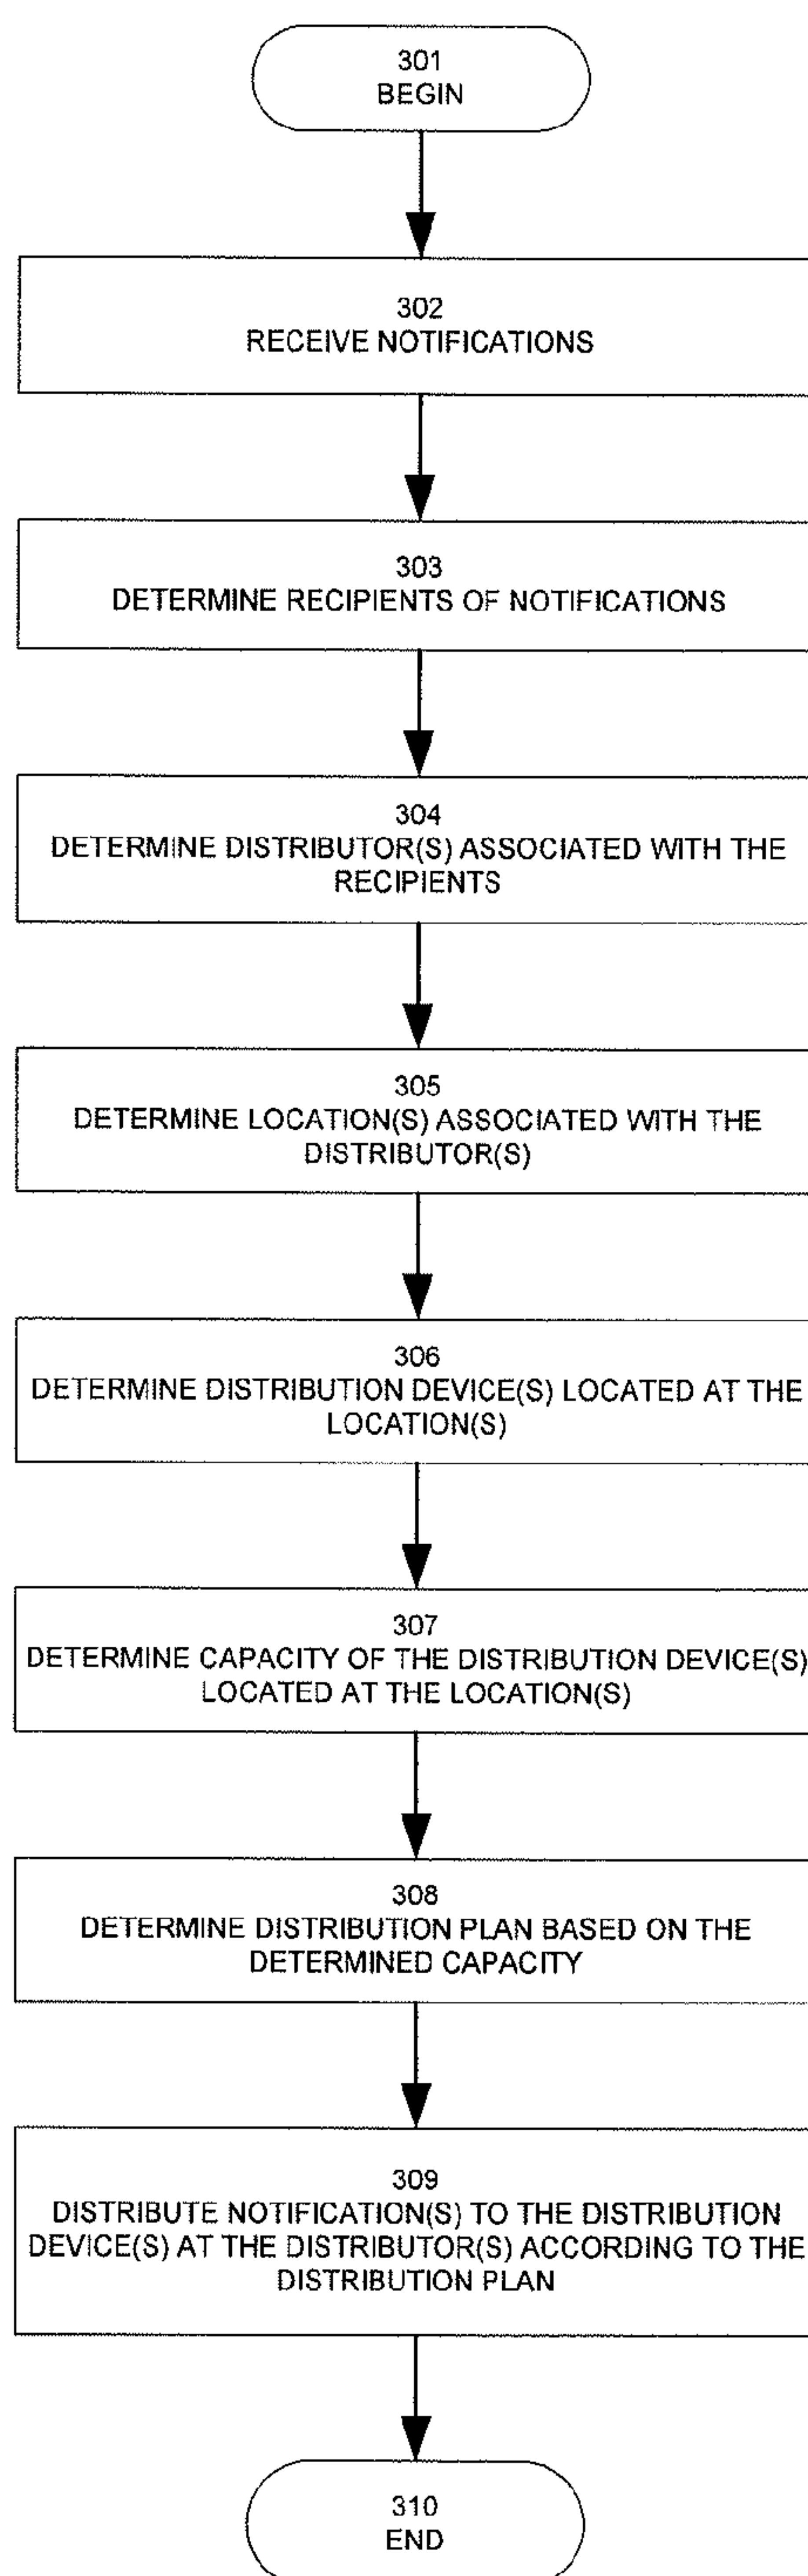 301
BEGIN
302
RECEIVE NOTIFICATIONS
303
DETERMINE RECIPIENTS OF NOTIFICATIONS
304
DETERMINE DISTRIBUTOR(S) ASSOCIATED WITH THE
RECIPIENTS
305
DETERMINE LOCATION(S) ASSOCIATED WITH THE
DISTRIBUTOR(S)
306
DETERMINE DISTRIBUTION DEVICE(S) LOCATED AT THE
LOCATION(S)
307
DETERMINE CAPACITY OF THE DISTRIBUTION DEVICE(S)
LOCATED AT THE LOCATION(S)
308
DETERMINE DISTRIBUTION PLAN BASED ON THE
DETERMINED CAPACITY
309
DISTRIBUTE NOTIFICATION(S) TO THE DISTRIBUTION
DEVICE(S) AT THE DISTRIBUTOR(S) ACCORDING TO THE
DISTRIBUTION PLAN
310
END